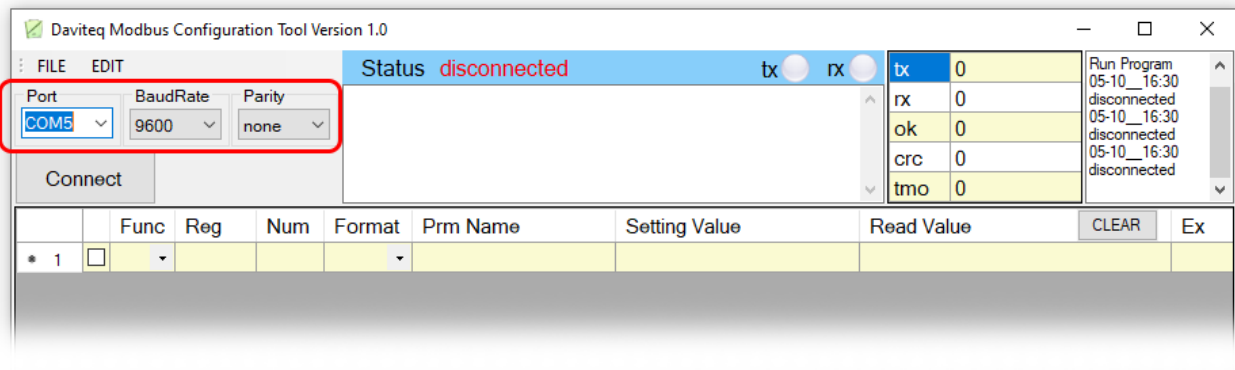 Daviteq Modbus Configuration Tool Version 1.0
FILE EDIT
Port BaudRate Parity
COM5 9600 none
Connect
Status disconnected tx rx
tx 0
rx 0
ok 0
crc 0
tmo 0
Run Program
05-10__16:30
disconnected
05-10__16:30
disconnected
05-10__16:30
disconnected
Func Reg Num Format Prm Name Setting Value Read Value CLEAR Ex
* 1